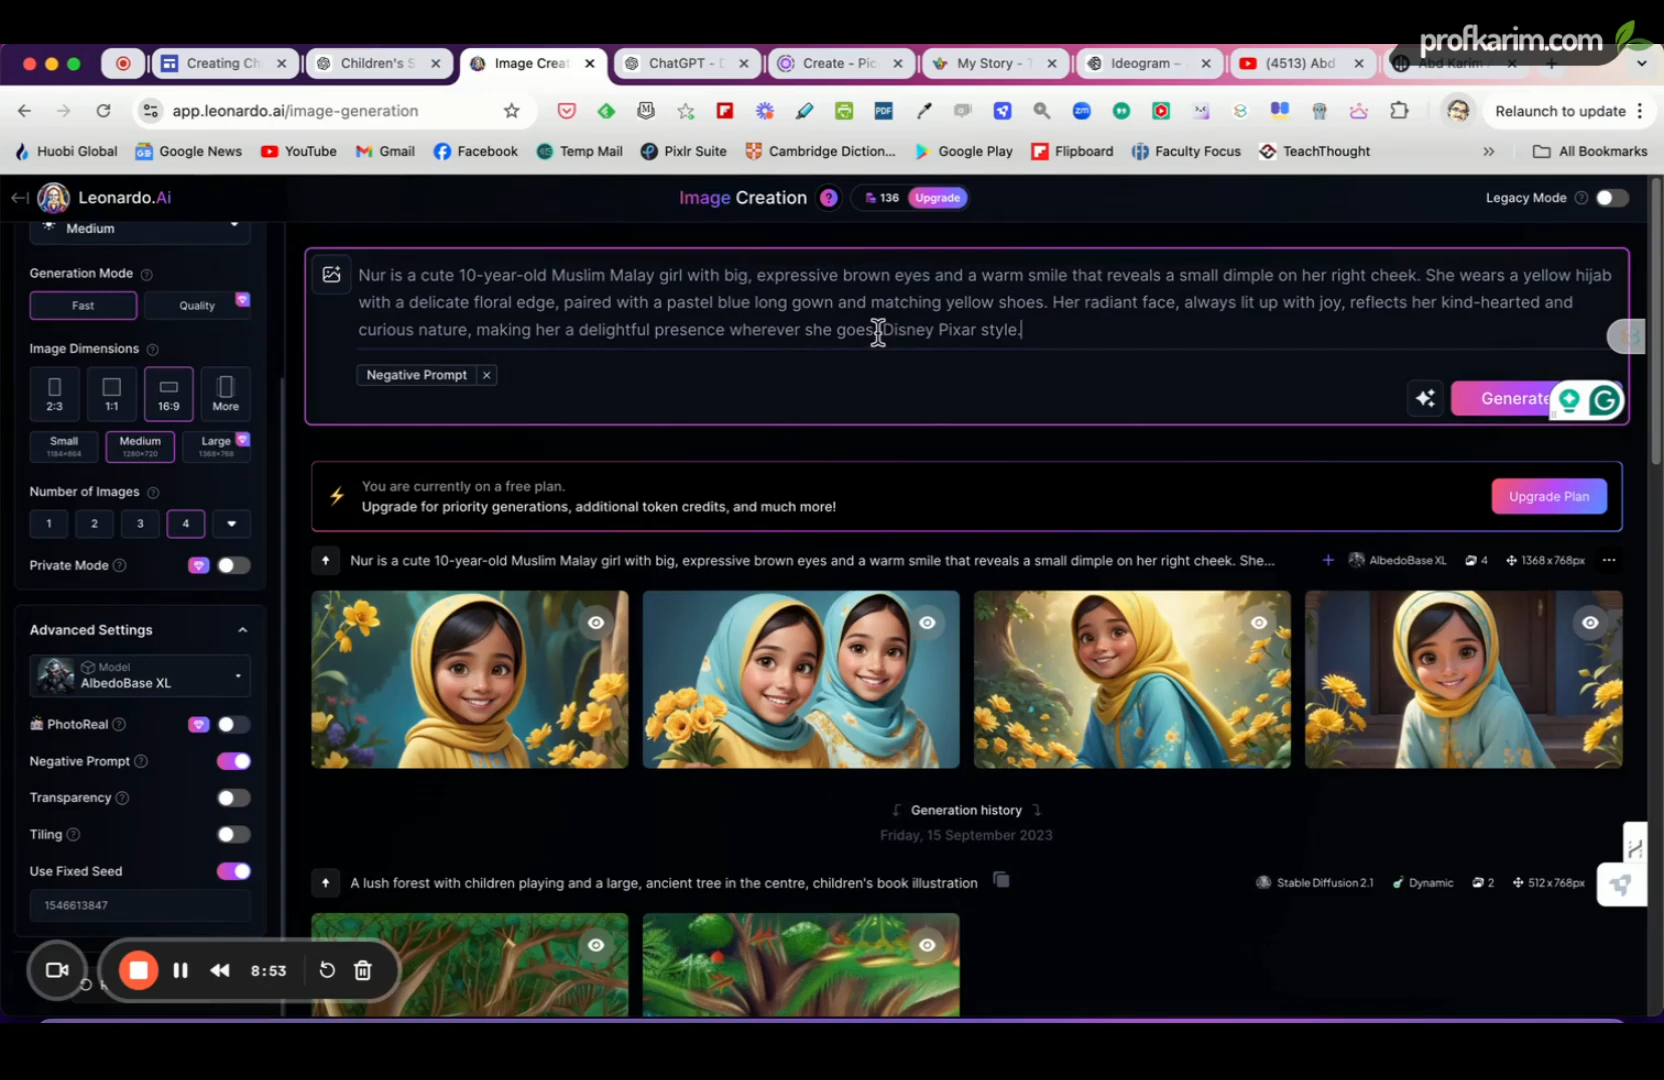 profkarim.com
Creating Ch
Children's S
Image Creat
ChatGPT - D
Create - Pic
My Story -
Ideogram -
(4513) Abd
Abd Karim
app.leonardo.ai/image-generation
Relaunch to update
Huobi Global
Google News
YouTube
Gmail
Facebook
Temp Mail
Pixlr Suite
Cambridge Diction...
Google Play
Flipboard
Faculty Focus
TeachThought
All Bookmarks
Leonardo.Ai
Image Creation
136
Upgrade
Legacy Mode
Medium
Generation Mode
Fast
Quality
Image Dimensions
2:3
1:1
16:9
More
Small
1184×864
Medium
1280×720
Large
1368×768
Number of Images
1
2
3
4
Private Mode
Advanced Settings
Model
AlbedoBase XL
PhotoReal
Negative Prompt
Transparency
Tiling
Use Fixed Seed
1546613847
8:53
Nur is a cute 10-year-old Muslim Malay girl with big, expressive brown eyes and a warm smile that reveals a small dimple on her right cheek. She wears a yellow hijab
with a delicate floral edge, paired with a pastel blue long gown and matching yellow shoes. Her radiant face, always lit up with joy, reflects her kind-hearted and
curious nature, making her a delightful presence wherever she goes. Disney Pixar style.
Negative Prompt
Generate
You are currently on a free plan.
Upgrade for priority generations, additional token credits, and much more!
Upgrade Plan
Nur is a cute 10-year-old Muslim Malay girl with big, expressive brown eyes and a warm smile that reveals a small dimple on her right cheek. She...
AlbedoBase XL
4
1368 x 768px
Generation history
Friday, 15 September 2023
A lush forest with children playing and a large, ancient tree in the centre, children's book illustration
Stable Diffusion 2.1
Dynamic
2
512 x 768px